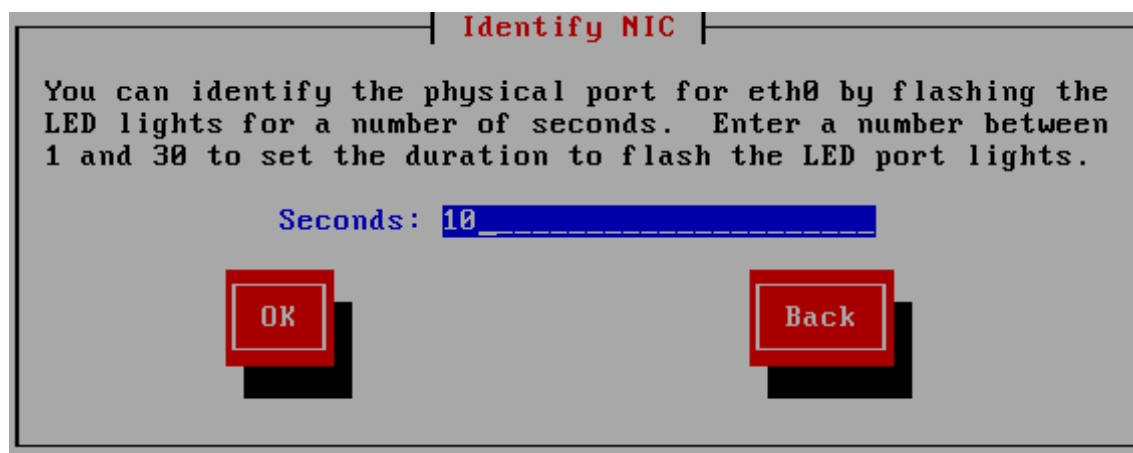 Identify NIC
You can identify the physical port for eth0 by flashing the
LED lights for a number of seconds.  Enter a number between
1 and 30 to set the duration to flash the LED port lights.
Seconds: 10
OK
Back